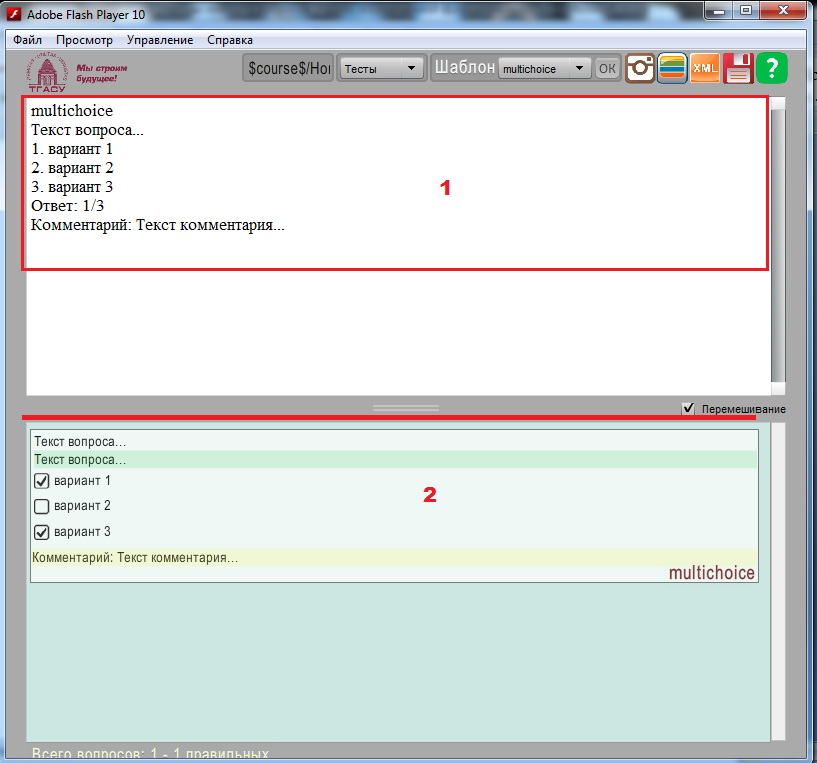 Adobe Flash Player 10
Файл Просмотр Управление Справка
ТГАСУ
Мы строим
будущее!
$course$/Hoi
Тесты
Шаблон
multichoice
OK
XML
?
multichoice
Текст вопроса...
1. вариант 1
2. вариант 2
3. вариант 3
Ответ: 1/3
Комментарий: Текст комментария...
1
Перемешивание
Текст вопроса...
Текст вопроса...
вариант 1
вариант 2
вариант 3
Комментарий: Текст комментария...
multichoice
2
Всего вопросов: 1 - 1 правильных